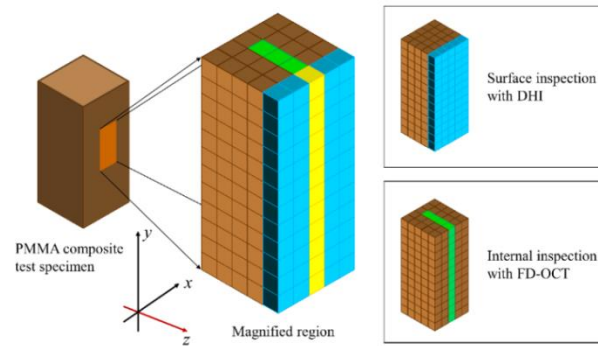 PMMA composite
test specimen
y
x
z
Magnified region
Surface inspection
with DHI
Internal inspection
with FD-OCT